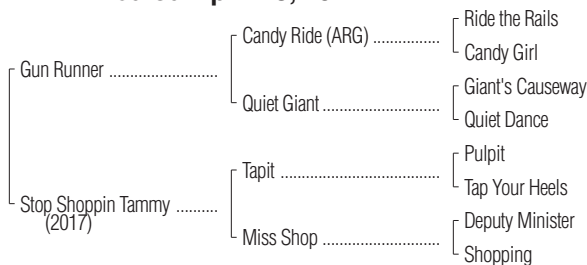 Ride the Rails
Candy Ride (ARG) ..................
Candy Girl
Gun Runner .............................
Giant's Causeway
Quiet Giant ................................
Quiet Dance
Pulpit
Tapit ...........................................
Tap Your Heels
Stop Shoppin Tammy ..........
(2017)
Deputy Minister
Miss Shop .................................
Shopping